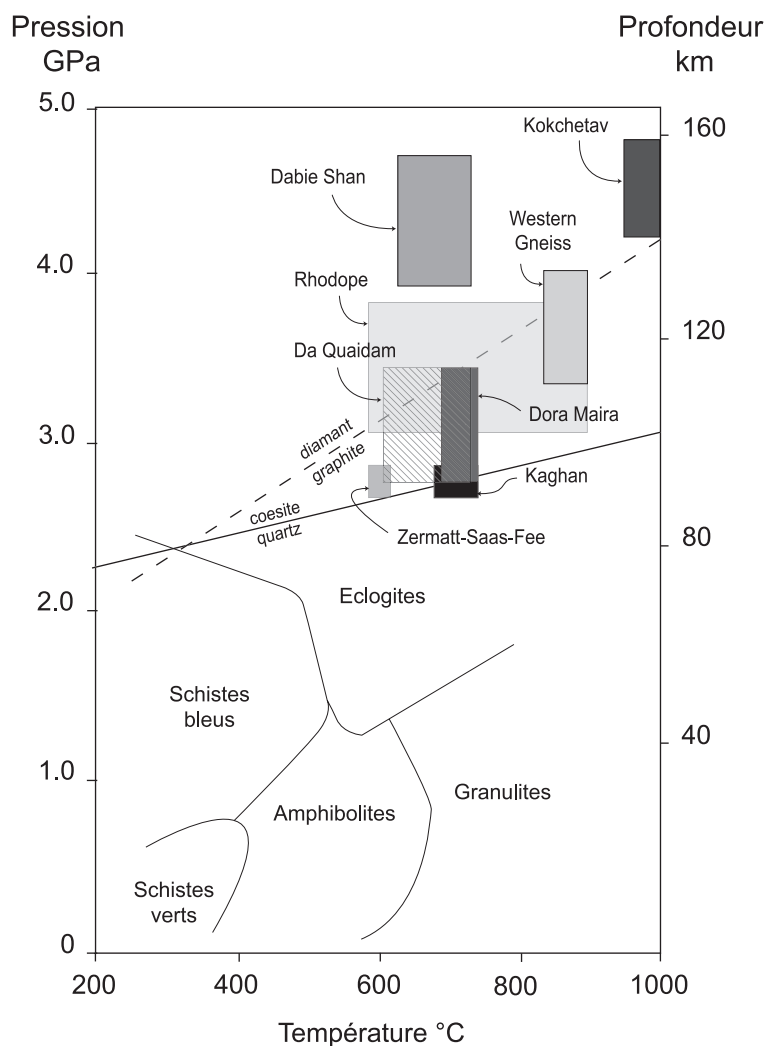 Pression
GPa
Profondeur
km
5.0
160
Kokchetav
Dabie Shan
Western
Gneiss
4.0
Rhodope
120
Da Quaidam
Dora Maira
3.0
diamant
graphite
Kaghan
coesite
quartz
Zermatt-Saas-Fee
80
2.0
Eclogites
Schistes
bleus
40
1.0
Amphibolites
Granulites
Schistes
verts
0
200
400
600
800
1000
Température °C